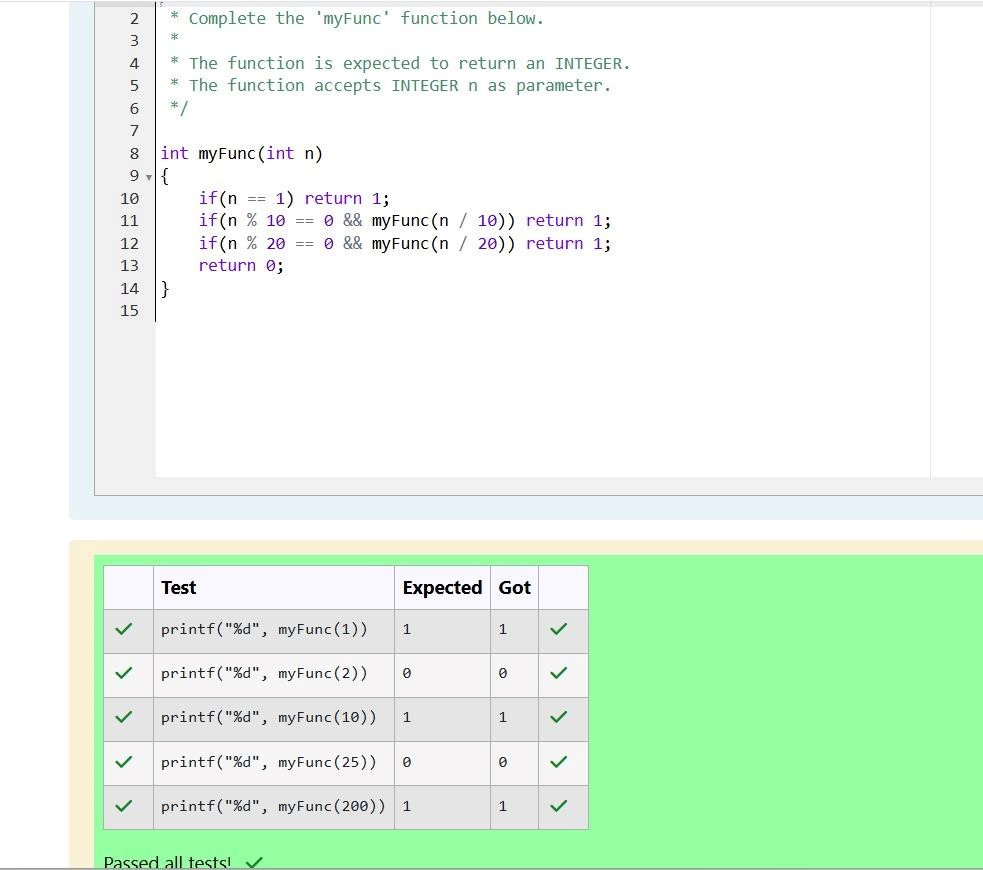 2 * Complete the 'myFunc' function below.
3 *
4 * The function is expected to return an INTEGER.
5 * The function accepts INTEGER n as parameter.
6 */
7
8 int myFunc(int n)
9 {
10 if(n == 1) return 1;
11 if(n % 10 == 0 && myFunc(n / 10)) return 1;
12 if(n % 20 == 0 && myFunc(n / 20)) return 1;
13 return 0;
14 }
15
Test Expected Got
printf("%d", myFunc(1)) 1 1
printf("%d", myFunc(2)) 0 0
printf("%d", myFunc(10)) 1 1
printf("%d", myFunc(25)) 0 0
printf("%d", myFunc(200)) 1 1
Passed all tests!